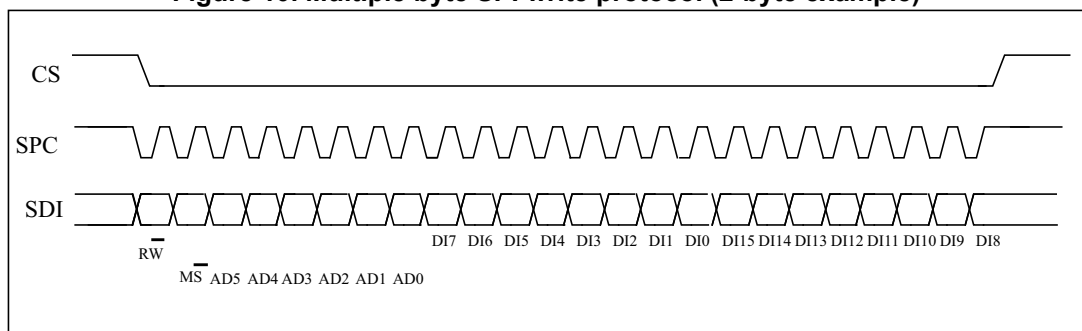 Figure 10. Multiple byte SPI write protocol (2-byte example)
CS
SPC
SDI
DI7 DI6 DI5 DI4 DI3 DI2 DI1 DI0 DI15 DI14 DI13 DI12 DI11 DI10 DI9 DI8
RW
MS AD5 AD4 AD3 AD2 AD1 AD0